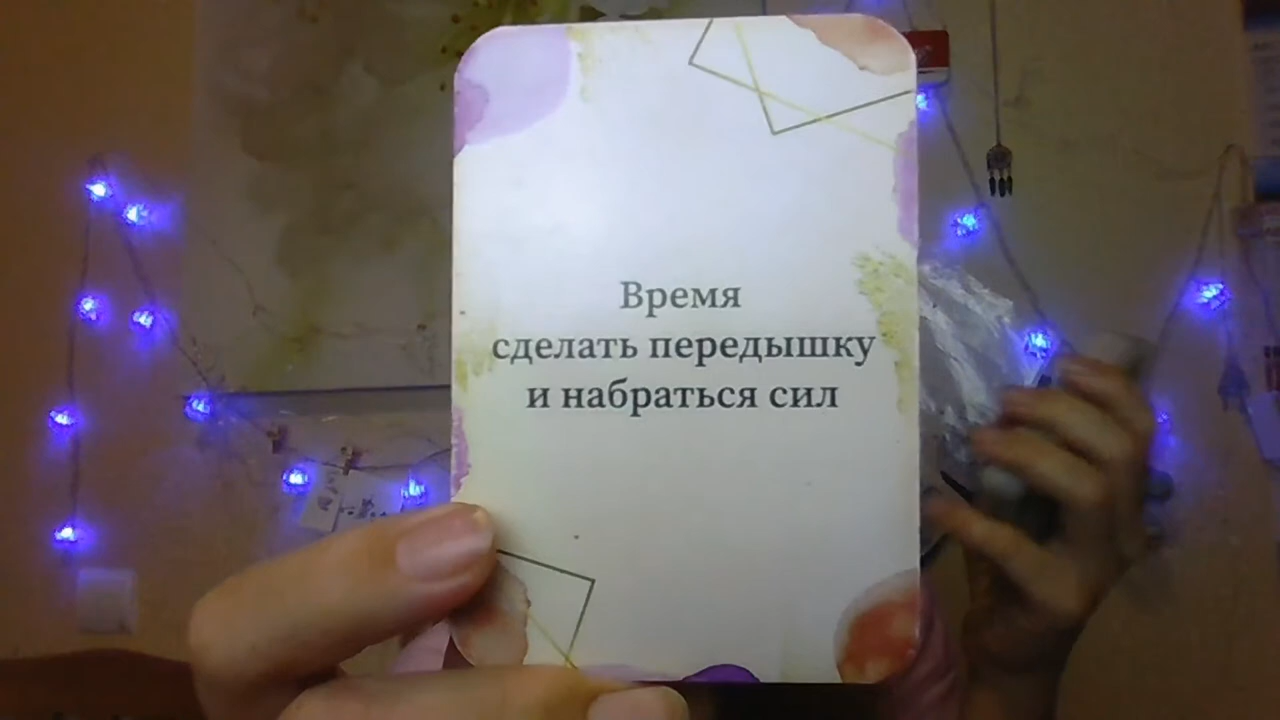 Время
сделать передышку
и набраться сил